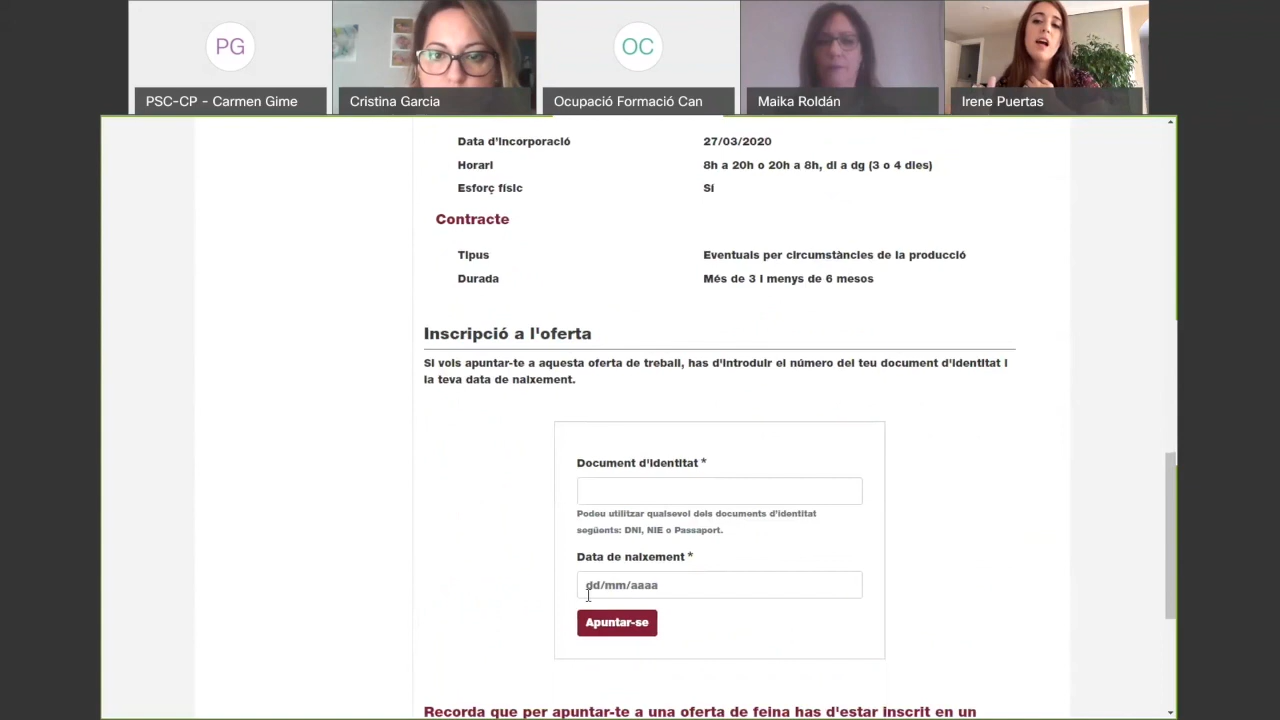 PG
OC
PSC-CP - Carmen Gime
Cristina Garcia
Ocupació Formació Can
Maika Roldán
Irene Puertas
Data d'incorporació 27/03/2020
Horari 8h a 20h o 20h a 8h, dl a dg (3 o 4 dies)
Esforç físic Sí
Contracte
Tipus Eventuals per circumstàncies de la producció
Durada Més de 3 i menys de 6 mesos
Inscripció a l'oferta
Si vols apuntar-te a aquesta oferta de treball, has d'introduir el número del teu document d'identitat i
la teva data de naixement.
Document d'identitat *
Podeu utilitzar qualsevol dels documents d'identitat
següents: DNI, NIE o Passaport.
Data de naixement *
dd/mm/aaaa
Apuntar-se
Recorda que per apuntar-te a una oferta de feina has d'estar inscrit en un